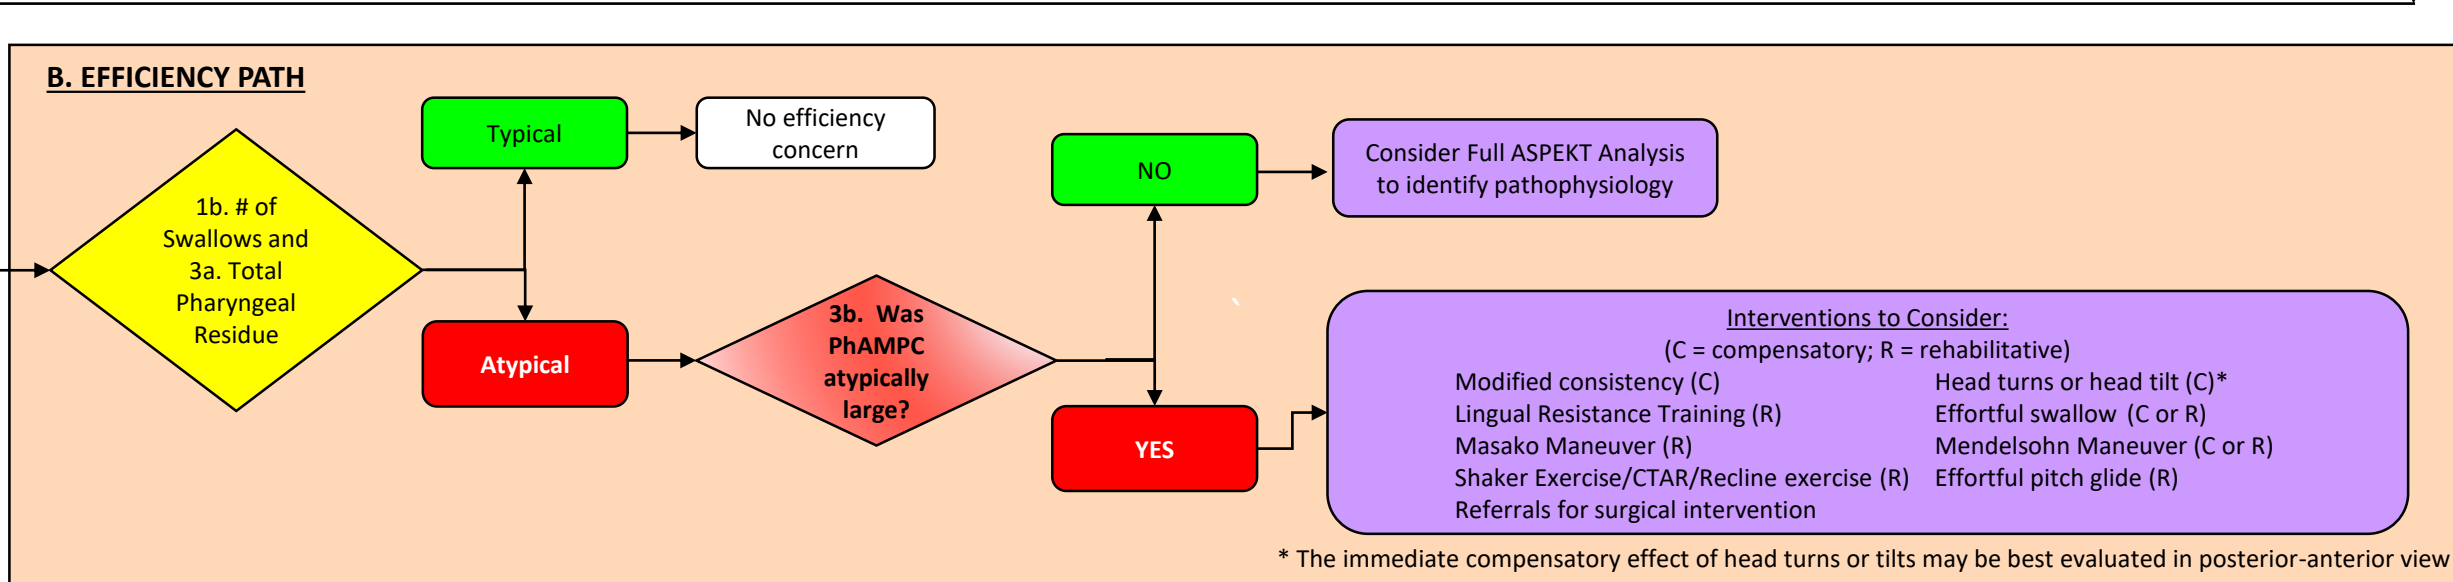 B. EFFICIENCY PATH
1b. # of
Swallows and
3a. Total
Pharyngeal
Residue
Typical
No efficiency
concern
Atypical
3b. Was
PhAMPC
atypically
large?
NO
Consider Full ASPEKT Analysis
to identify pathophysiology
YES
Interventions to Consider:
(C = compensatory; R = rehabilitative)
Modified consistency (C)
Head turns or head tilt (C)*
Lingual Resistance Training (R)
Effortful swallow (C or R)
Masako Maneuver (R)
Mendelsohn Maneuver (C or R)
Shaker Exercise/CTAR/Recline exercise (R)
Effortful pitch glide (R)
Referrals for surgical intervention
* The immediate compensatory effect of head turns or tilts may be best evaluated in posterior-anterior view